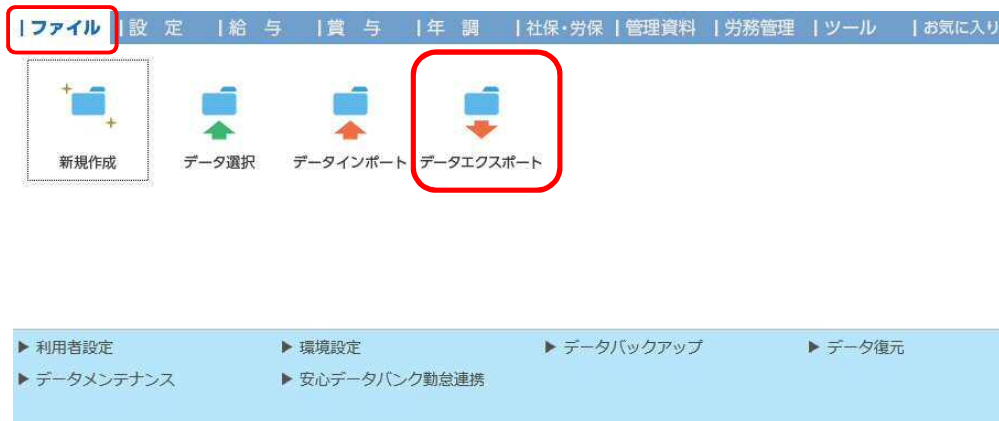 |ファイル |設 定 |給 与 |賞 与 |年 調 |社保・労保 |管理資料 |労務管理 |ツール |お気に入り
新規作成 データ選択 データインポート データエクスポート
▶ 利用者設定 ▶ 環境設定 ▶ データバックアップ ▶ データ復元
▶ データメンテナンス ▶ 安心データバンク勤怠連携